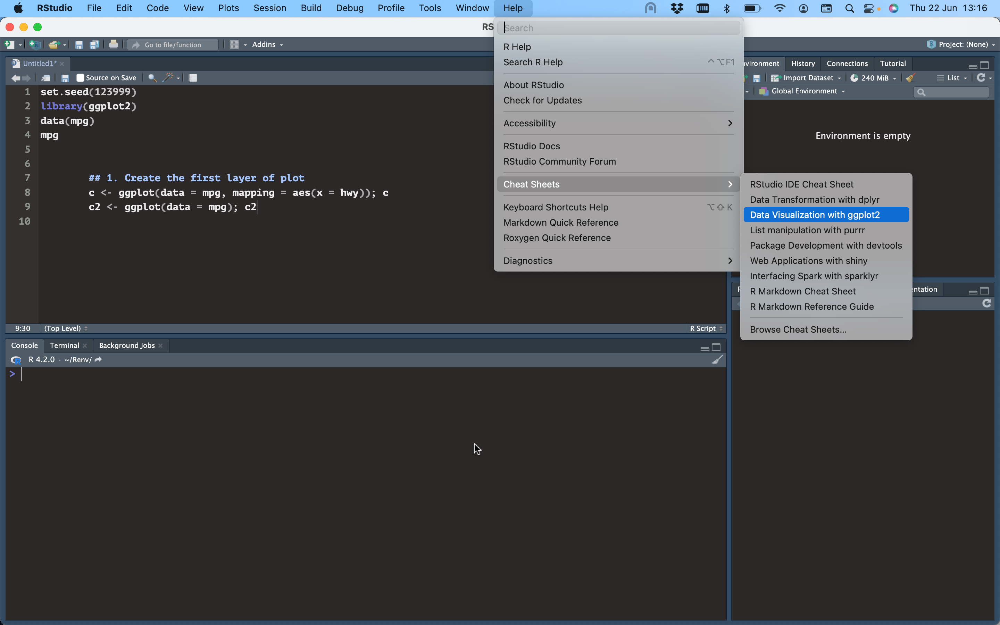 RStudio File Edit Code View Plots Session Build Debug Profile Tools Window Help Thu 22 Jun 13:16
RS
Go to file/function Addins Project: (None)
Untitled1*
Source on Save
1 set.seed(123999)
2 library(ggplot2)
3 data(mpg)
4 mpg
5
6
7 ## 1. Create the first layer of plot
8 c <- ggplot(data = mpg, mapping = aes(x = hwy)); c
9 c2 <- ggplot(data = mpg); c2
10
9:30 (Top Level) R Script
Console Terminal Background Jobs
R 4.2.0 · ~/Renv/
>
Search
R Help
Search R Help ⌃⌥F1
About RStudio
Check for Updates
Accessibility
RStudio Docs
RStudio Community Forum
Cheat Sheets
Keyboard Shortcuts Help ⌥⇧K
Markdown Quick Reference
Roxygen Quick Reference
Diagnostics
RStudio IDE Cheat Sheet
Data Transformation with dplyr
Data Visualization with ggplot2
List manipulation with purrr
Package Development with devtools
Web Applications with shiny
Interfacing Spark with sparklyr
R Markdown Cheat Sheet
R Markdown Reference Guide
Browse Cheat Sheets...
vironment History Connections Tutorial
Import Dataset 240 MiB List
Global Environment
Environment is empty
entation